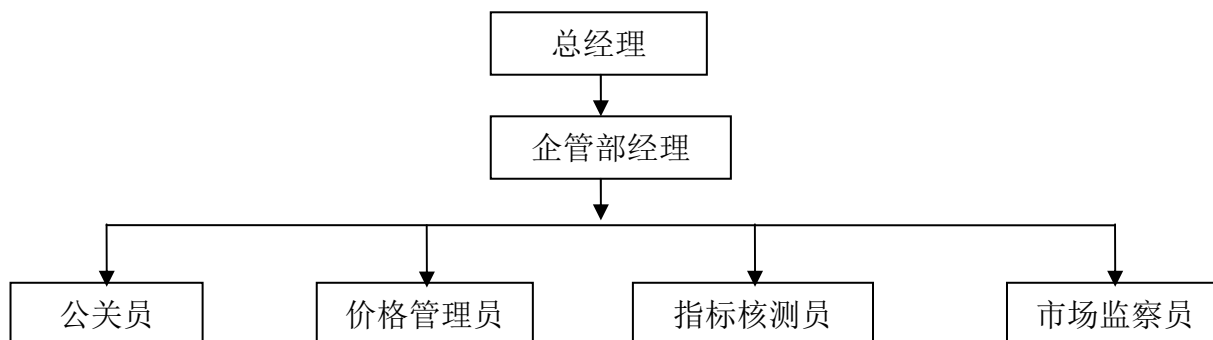 总经理
企管部经理
公关员
价格管理员
指标核测员
市场监察员